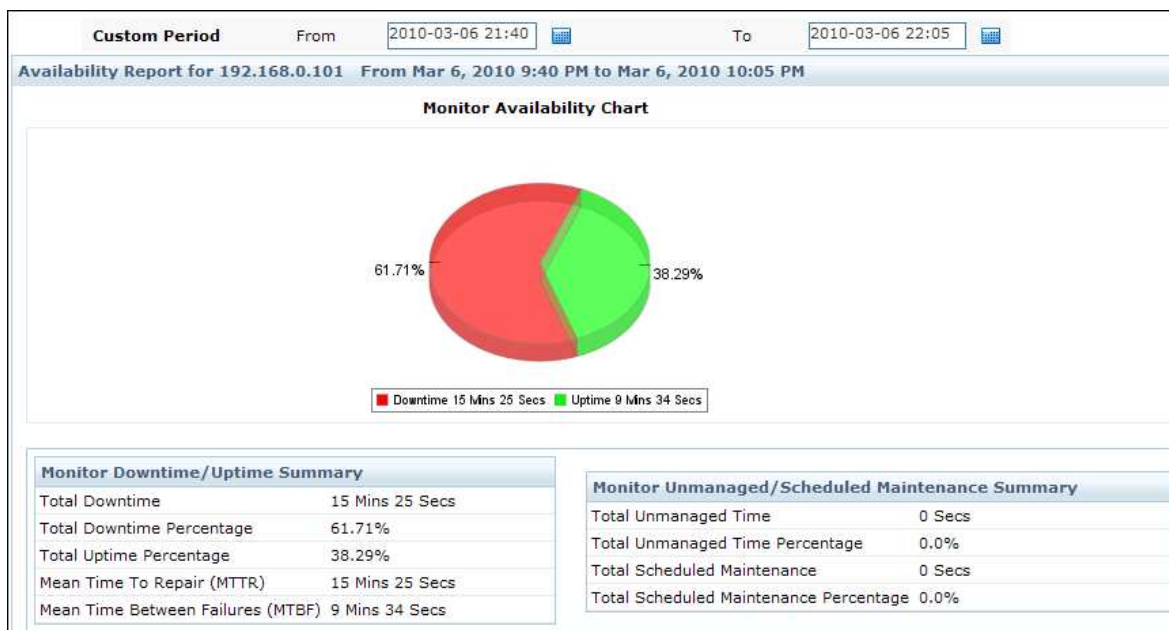 Custom Period From 2010-03-06 21:40 To 2010-03-06 22:05
Availability Report for 192.168.0.101 From Mar 6, 2010 9:40 PM to Mar 6, 2010 10:05 PM
Monitor Availability Chart
61.71%
38.29%
Downtime 15 Mins 25 Secs Uptime 9 Mins 34 Secs
Monitor Downtime/Uptime Summary
Total Downtime 15 Mins 25 Secs
Total Downtime Percentage 61.71%
Total Uptime Percentage 38.29%
Mean Time To Repair (MTTR) 15 Mins 25 Secs
Mean Time Between Failures (MTBF) 9 Mins 34 Secs
Monitor Unmanaged/Scheduled Maintenance Summary
Total Unmanaged Time 0 Secs
Total Unmanaged Time Percentage 0.0%
Total Scheduled Maintenance 0 Secs
Total Scheduled Maintenance Percentage 0.0%